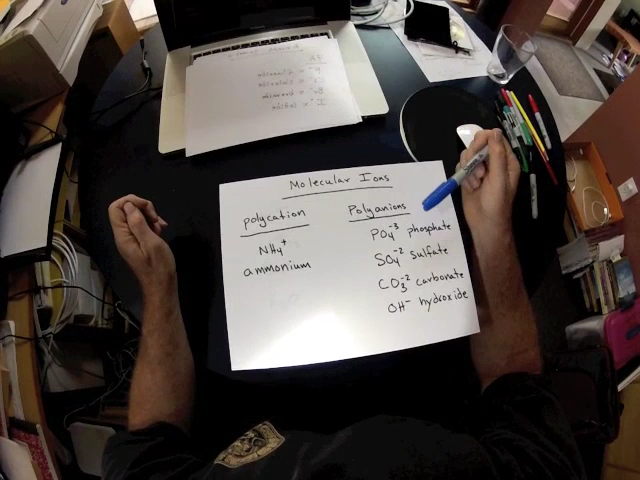 Molecular Ions
polycation
NH4+
ammonium
Polyanions
PO4-3 phosphate
SO4-2 sulfate
CO3-2 carbonate
OH- hydroxide